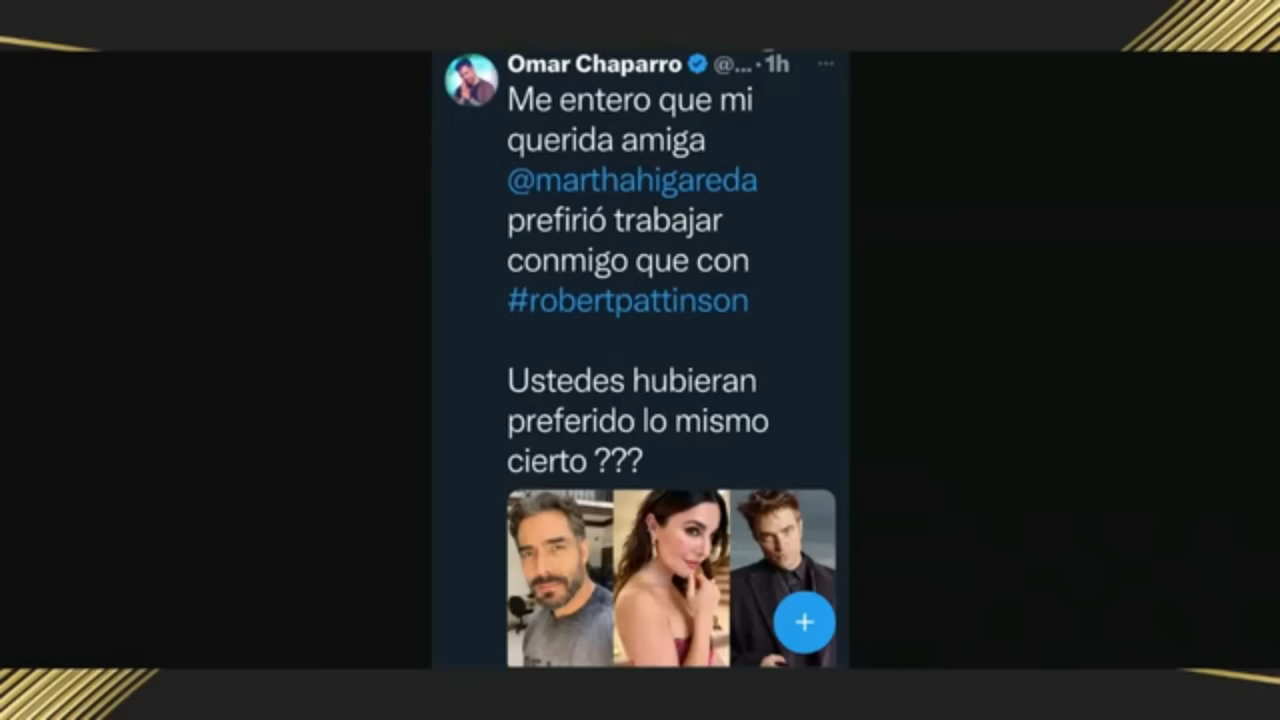 Omar Chaparro @... · 1h ...
Me entero que mi
querida amiga
@marthahigareda
prefirió trabajar
conmigo que con
#robertpattinson
Ustedes hubieran
preferido lo mismo
cierto ???
+